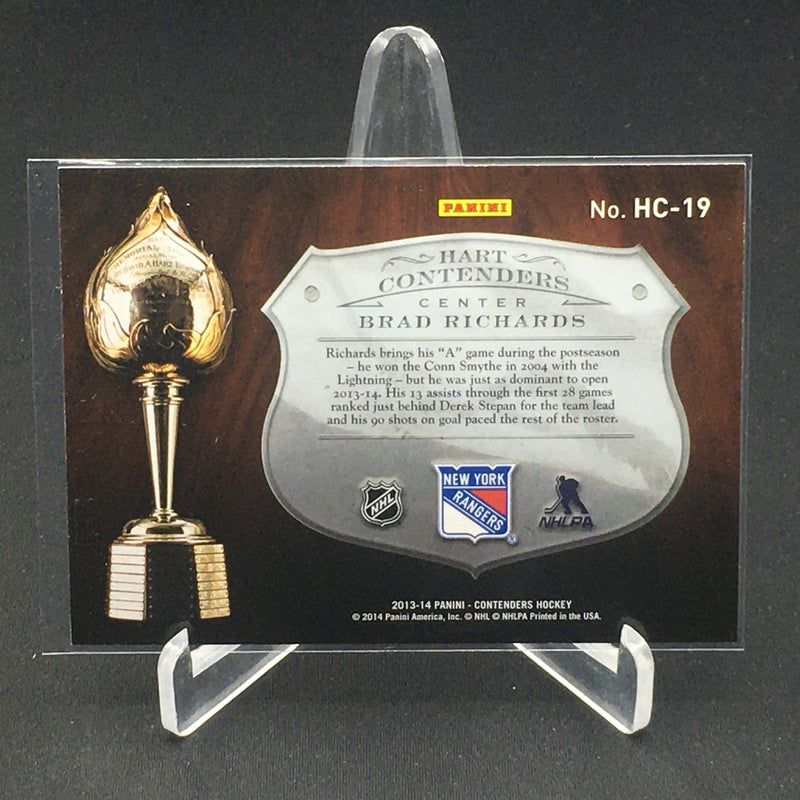 PANINI
No. HC-19
HART
CONTENDERS
CENTER
BRAD RICHARDS
Richards brings his “A” game during the postseason
– he won the Conn Smythe in 2004 with the
Lightning – but he was just as dominant to open
2013-14. His 13 assists through the first 28 games
ranked just behind Derek Stepan for the team lead
and his 90 shots on goal paced the rest of the roster.
NHL
NEW YORK
RANGERS
®
NHLPA
2013-14 PANINI - CONTENDERS HOCKEY
© 2014 Panini America, Inc. © NHL © NHLPA Printed in the USA.